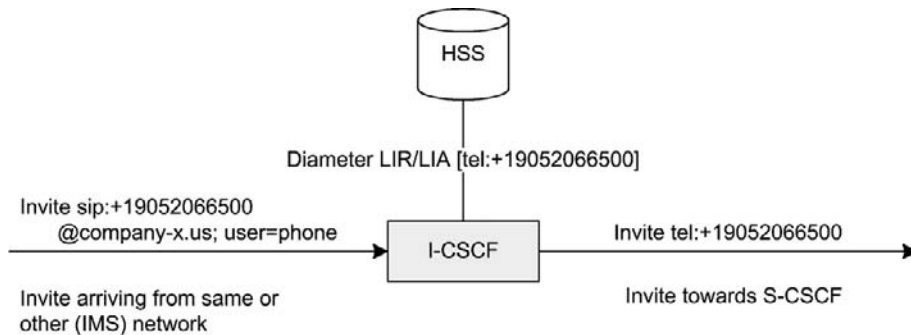 HSS
Diameter LIR/LIA [tel:+19052066500]
Invite sip:+19052066500
@company-x.us; user=phone
I-CSCF
Invite tel:+19052066500
Invite arriving from same or
other (IMS) network
Invite towards S-CSCF